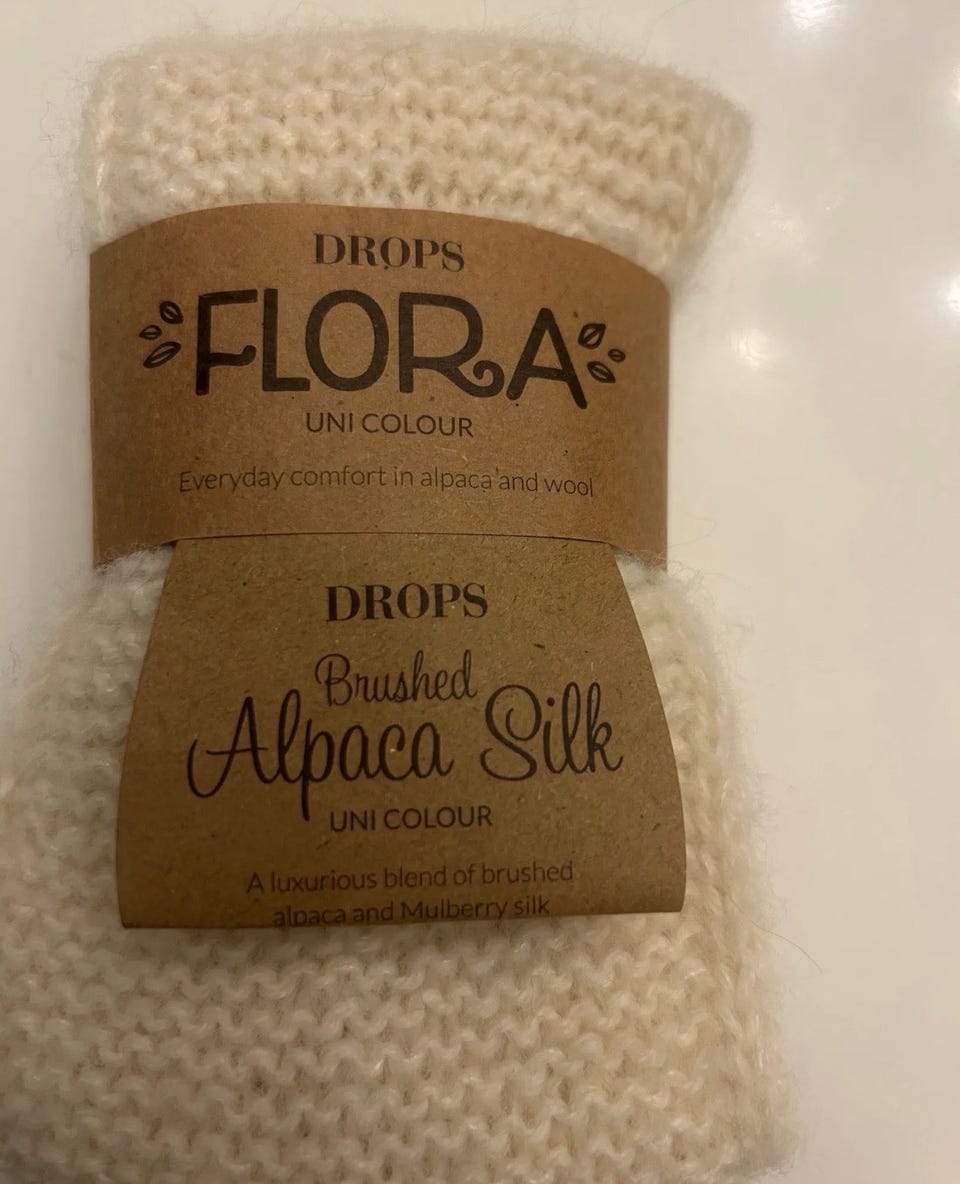 DROPS
FLORA
UNI COLOUR
Everyday comfort in alpaca and wool
DROPS
Brushed
Alpaca Silk
UNI COLOUR
A luxurious blend of brushed
alpaca and Mulberry silk